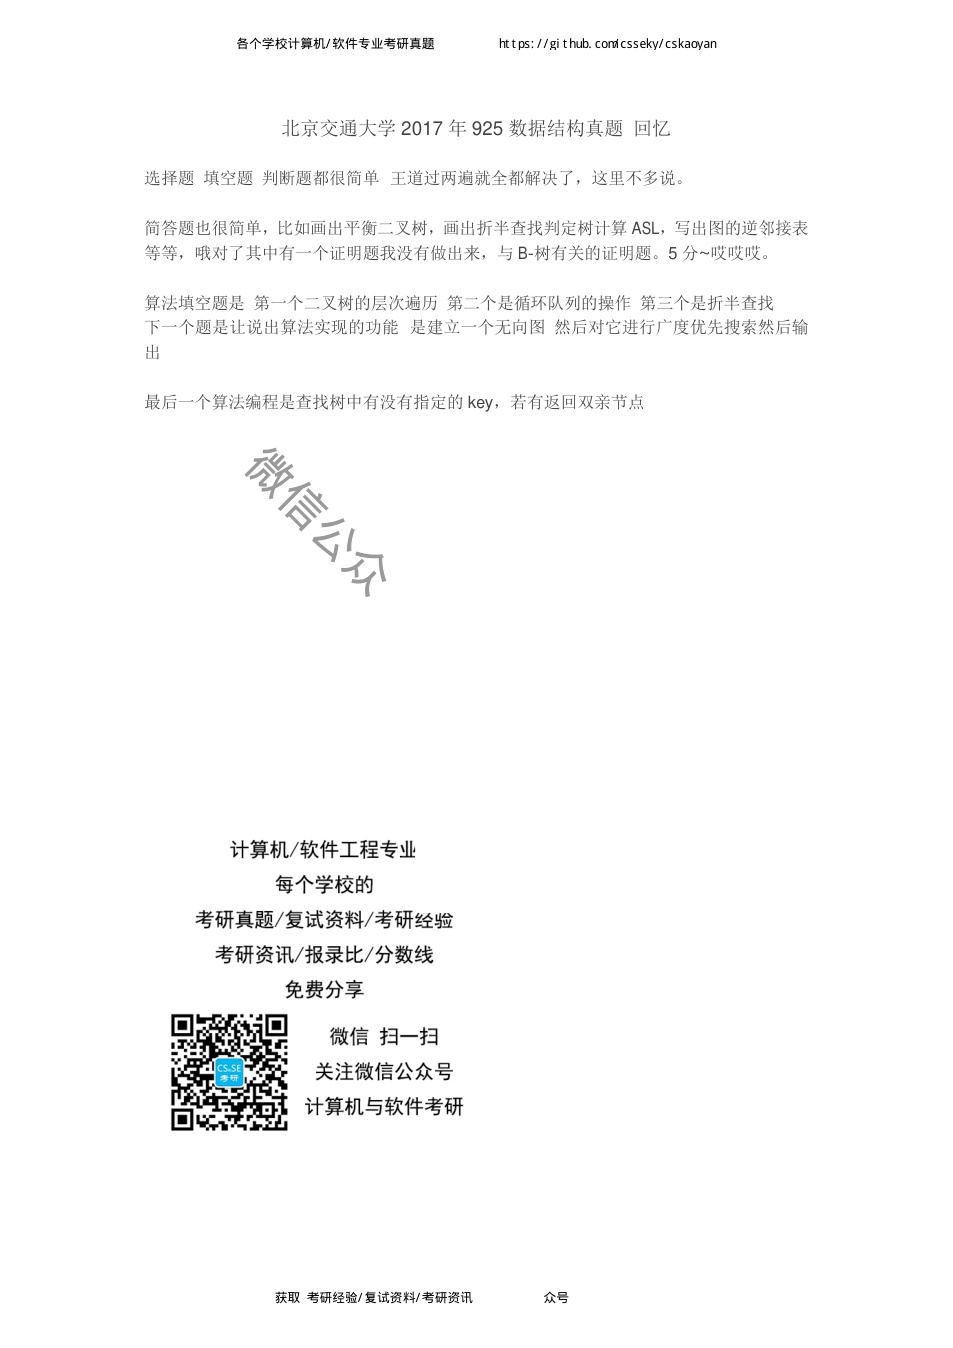 各个学校计算机/软件专业考研真题 https://github.com/csseky/cskaoyan
北京交通大学 2017 年 925 数据结构真题 回忆
选择题 填空题 判断题都很简单 王道过两遍就全都解决了，这里不多说。
简答题也很简单，比如画出平衡二叉树，画出折半查找判定树计算 ASL，写出图的逆邻接表
等等，哦对了其中有一个证明题我没有做出来，与 B-树有关的证明题。5 分~哎哎哎。
算法填空题是 第一个二叉树的层次遍历 第二个是循环队列的操作 第三个是折半查找
下一个题是让说出算法实现的功能 是建立一个无向图 然后对它进行广度优先搜索然后输
出
最后一个算法编程是查找树中有没有指定的 key，若有返回双亲节点
微信公众
计算机/软件工程专业
每个学校的
考研真题/复试资料/考研经验
考研资讯/报录比/分数线
免费分享
CS.SE
考研
微信 扫一扫
关注微信公众号
计算机与软件考研
获取 考研经验/复试资料/考研资讯 众号